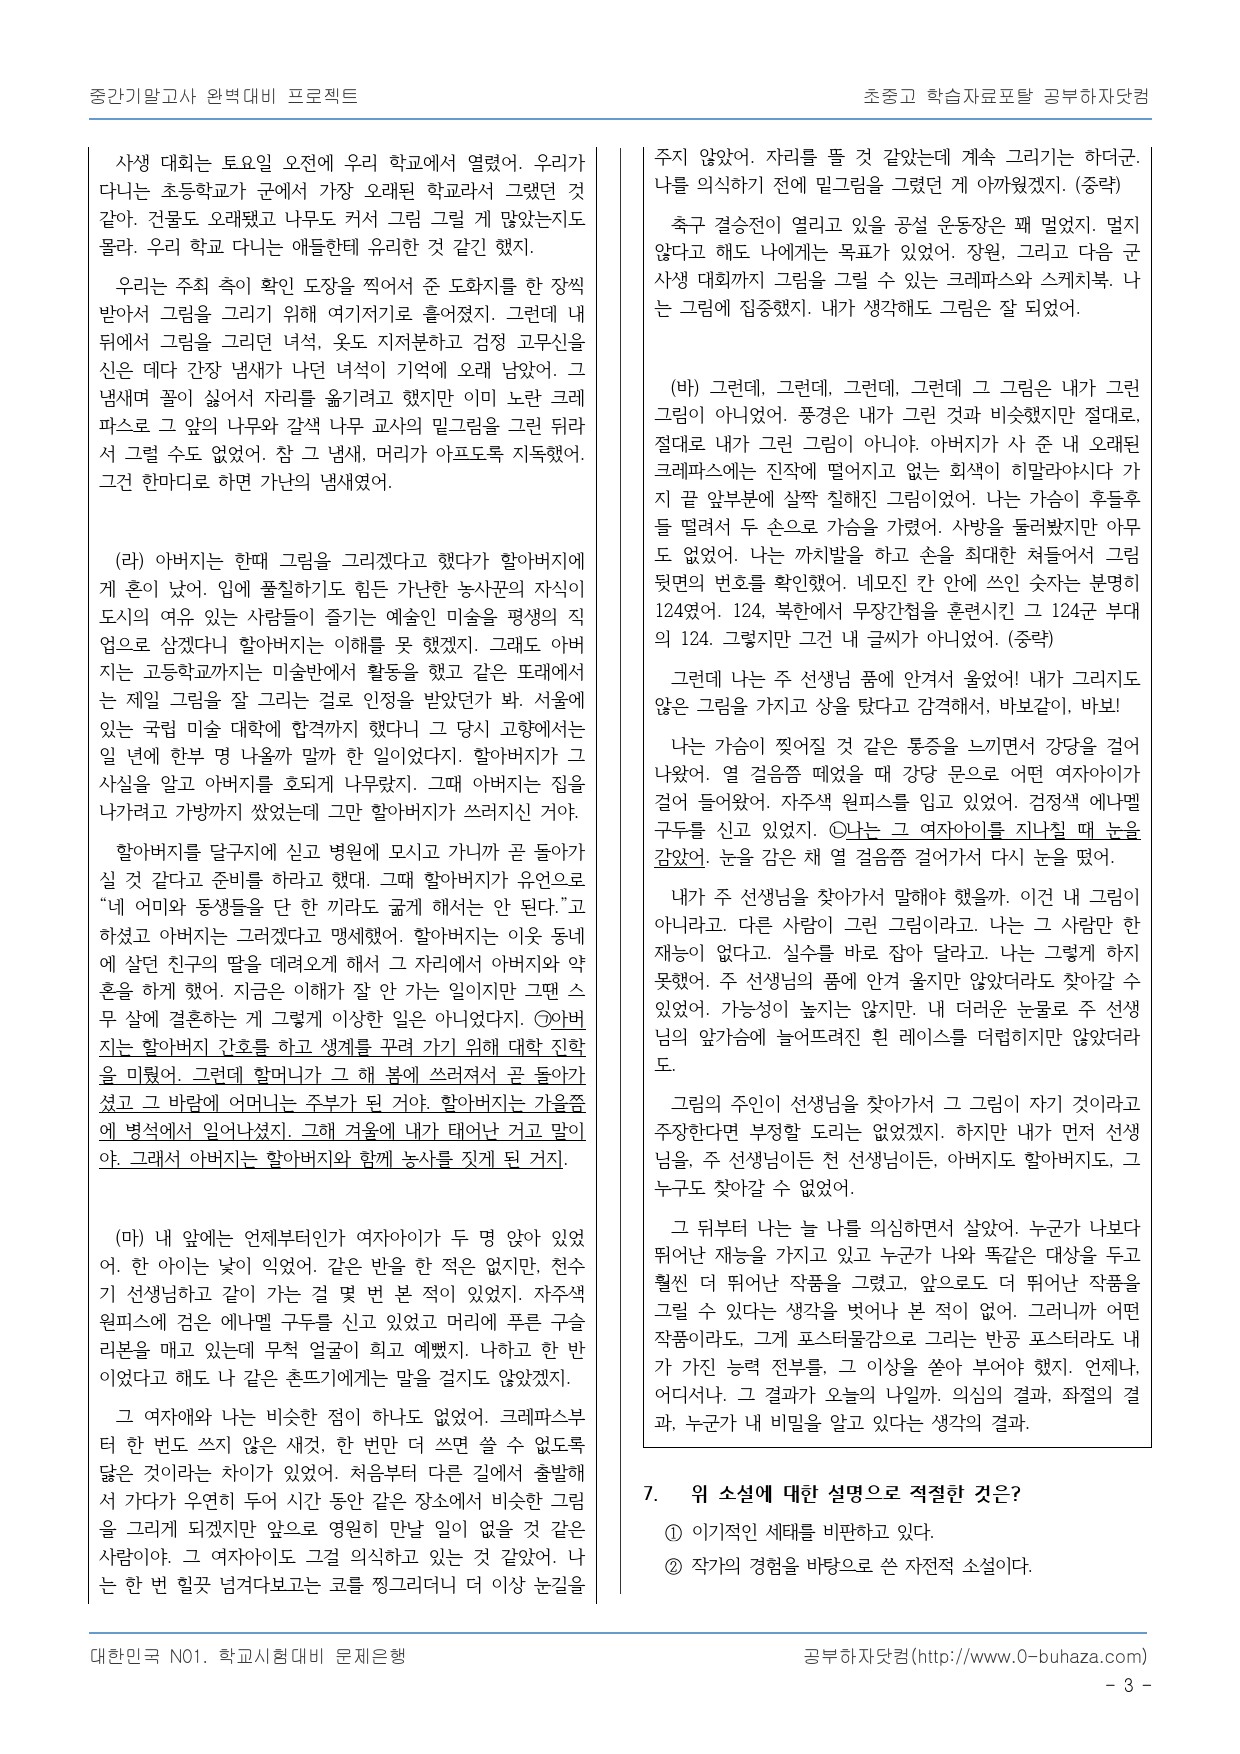 중간기말고사 완벽대비 프로젝트
초중고 학습자료포탈 공부하자닷컴
사생 대회는 토요일 오전에 우리 학교에서 열렸어. 우리가
다니는 초등학교가 군에서 가장 오래된 학교라서 그랬던 것
같아. 건물도 오래됐고 나무도 커서 그림 그릴 게 많았는지도
몰라. 우리 학교 다니는 애들한테 유리한 것 같긴 했지.
우리는 주최 측이 확인 도장을 찍어서 준 도화지를 한 장씩
받아서 그림을 그리기 위해 여기저기로 흩어졌지. 그런데 내
뒤에서 그림을 그리던 녀석, 옷도 지저분하고 검정 고무신을
신은 데다 간장 냄새가 나던 녀석이 기억에 오래 남았어. 그
냄새며 꼴이 싫어서 자리를 옮기려고 했지만 이미 노란 크레
파스로 그 앞의 나무와 갈색 나무 교사의 밑그림을 그린 뒤라
서 그럴 수도 없었어. 참 그 냄새, 머리가 아프도록 지독했어.
그건 한마디로 하면 가난의 냄새였어.
(라) 아버지는 한때 그림을 그리겠다고 했다가 할아버지에
게 혼이 났어. 입에 풀칠하기도 힘든 가난한 농사꾼의 자식이
도시의 여유 있는 사람들이 즐기는 예술인 미술을 평생의 직
업으로 삼겠다니 할아버지는 이해를 못 했겠지. 그래도 아버
지는 고등학교까지는 미술반에서 활동을 했고 같은 또래에서
는 제일 그림을 잘 그리는 걸로 인정을 받았던가 봐. 서울에
있는 국립 미술 대학에 합격까지 했다니 그 당시 고향에서는
일 년에 한부 명 나올까 말까 한 일이었다지. 할아버지가 그
사실을 알고 아버지를 호되게 나무랐지. 그때 아버지는 집을
나가려고 가방까지 쌌었는데 그만 할아버지가 쓰러지신 거야.
할아버지를 달구지에 싣고 병원에 모시고 가니까 곧 돌아가
실 것 같다고 준비를 하라고 했대. 그때 할아버지가 유언으로
“네 어미와 동생들을 단 한 끼라도 굶게 해서는 안 된다.”고
하셨고 아버지는 그러겠다고 맹세했어. 할아버지는 이웃 동네
에 살던 친구의 딸을 데려오게 해서 그 자리에서 아버지와 약
혼을 하게 했어. 지금은 이해가 잘 안 가는 일이지만 그땐 스
무 살에 결혼하는 게 그렇게 이상한 일은 아니었다지. ㉠아버
지는 할아버지 간호를 하고 생계를 꾸려 가기 위해 대학 진학
을 미뤘어. 그런데 할머니가 그 해 봄에 쓰러져서 곧 돌아가
셨고 그 바람에 어머니는 주부가 된 거야. 할아버지는 가을쯤
에 병석에서 일어나셨지. 그해 겨울에 내가 태어난 거고 말이
야. 그래서 아버지는 할아버지와 함께 농사를 짓게 된 거지.
(마) 내 앞에는 언제부터인가 여자아이가 두 명 앉아 있었
어. 한 아이는 낯이 익었어. 같은 반을 한 적은 없지만, 천수
기 선생님하고 같이 가는 걸 몇 번 본 적이 있었지. 자주색
원피스에 검은 에나멜 구두를 신고 있었고 머리에 푸른 구슬
리본을 매고 있는데 무척 얼굴이 희고 예뻤지. 나하고 한 반
이었다고 해도 나 같은 촌뜨기에게는 말을 걸지도 않았겠지.
그 여자애와 나는 비슷한 점이 하나도 없었어. 크레파스부
터 한 번도 쓰지 않은 새것, 한 번만 더 쓰면 쓸 수 없도록
닳은 것이라는 차이가 있었어. 처음부터 다른 길에서 출발해
서 가다가 우연히 두어 시간 동안 같은 장소에서 비슷한 그림
을 그리게 되겠지만 앞으로 영원히 만날 일이 없을 것 같은
사람이야. 그 여자아이도 그걸 의식하고 있는 것 같았어. 나
는 한 번 힐끗 넘겨다보고는 코를 찡그리더니 더 이상 눈길을
주지 않았어. 자리를 뜰 것 같았는데 계속 그리기는 하더군.
나를 의식하기 전에 밑그림을 그렸던 게 아까웠겠지. (중략)
축구 결승전이 열리고 있을 공설 운동장은 꽤 멀었지. 멀지
않다고 해도 나에게는 목표가 있었어. 장원, 그리고 다음 군
사생 대회까지 그림을 그릴 수 있는 크레파스와 스케치북. 나
는 그림에 집중했지. 내가 생각해도 그림은 잘 되었어.
(바) 그런데, 그런데, 그런데, 그런데 그 그림은 내가 그린
그림이 아니었어. 풍경은 내가 그린 것과 비슷했지만 절대로,
절대로 내가 그린 그림이 아니야. 아버지가 사 준 내 오래된
크레파스에는 진작에 떨어지고 없는 회색이 히말라야시다 가
지 끝 앞부분에 살짝 칠해진 그림이었어. 나는 가슴이 후들후
들 떨려서 두 손으로 가슴을 가렸어. 사방을 둘러봤지만 아무
도 없었어. 나는 까치발을 하고 손을 최대한 쳐들어서 그림
뒷면의 번호를 확인했어. 네모진 칸 안에 쓰인 숫자는 분명히
124였어. 124, 북한에서 무장간첩을 훈련시킨 그 124군 부대
의 124. 그렇지만 그건 내 글씨가 아니었어. (중략)
그런데 나는 주 선생님 품에 안겨서 울었어! 내가 그리지도
않은 그림을 가지고 상을 탔다고 감격해서, 바보같이, 바보!
나는 가슴이 찢어질 것 같은 통증을 느끼면서 강당을 걸어
나왔어. 열 걸음쯤 떼었을 때 강당 문으로 어떤 여자아이가
걸어 들어왔어. 자주색 원피스를 입고 있었어. 검정색 에나멜
구두를 신고 있었지. ㉡나는 그 여자아이를 지나칠 때 눈을
감았어. 눈을 감은 채 열 걸음쯤 걸어가서 다시 눈을 떴어.
내가 주 선생님을 찾아가서 말해야 했을까. 이건 내 그림이
아니라고. 다른 사람이 그린 그림이라고. 나는 그 사람만 한
재능이 없다고. 실수를 바로 잡아 달라고. 나는 그렇게 하지
못했어. 주 선생님의 품에 안겨 울지만 않았더라도 찾아갈 수
있었어. 가능성이 높지는 않지만. 내 더러운 눈물로 주 선생
님의 앞가슴에 늘어뜨려진 흰 레이스를 더럽히지만 않았더라
도.
그림의 주인이 선생님을 찾아가서 그 그림이 자기 것이라고
주장한다면 부정할 도리는 없었겠지. 하지만 내가 먼저 선생
님을, 주 선생님이든 천 선생님이든, 아버지도 할아버지도, 그
누구도 찾아갈 수 없었어.
그 뒤부터 나는 늘 나를 의심하면서 살았어. 누군가 나보다
뛰어난 재능을 가지고 있고 누군가 나와 똑같은 대상을 두고
훨씬 더 뛰어난 작품을 그렸고, 앞으로도 더 뛰어난 작품을
그릴 수 있다는 생각을 벗어나 본 적이 없어. 그러니까 어떤
작품이라도, 그게 포스터물감으로 그리는 반공 포스터라도 내
가 가진 능력 전부를, 그 이상을 쏟아 부어야 했지. 언제나,
어디서나. 그 결과가 오늘의 나일까. 의심의 결과, 좌절의 결
과, 누군가 내 비밀을 알고 있다는 생각의 결과.
7. 위 소설에 대한 설명으로 적절한 것은?
① 이기적인 세태를 비판하고 있다.
② 작가의 경험을 바탕으로 쓴 자전적 소설이다.
대한민국 N01. 학교시험대비 문제은행
공부하자닷컴(http://www.0-buhaza.com)
- 3 -